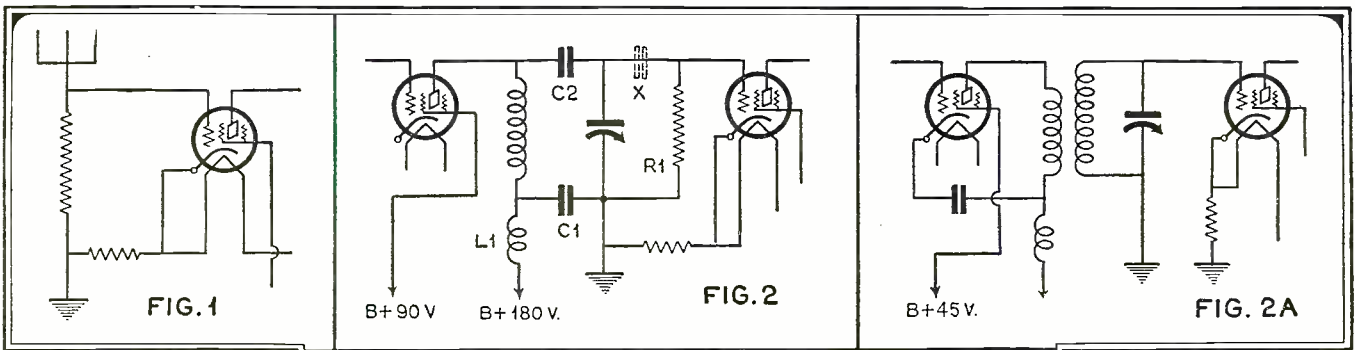 FIG. 1
C2
X
R1
L1
C1
B+90 V
B+180 V.
FIG. 2
B+45 V.
FIG. 2A